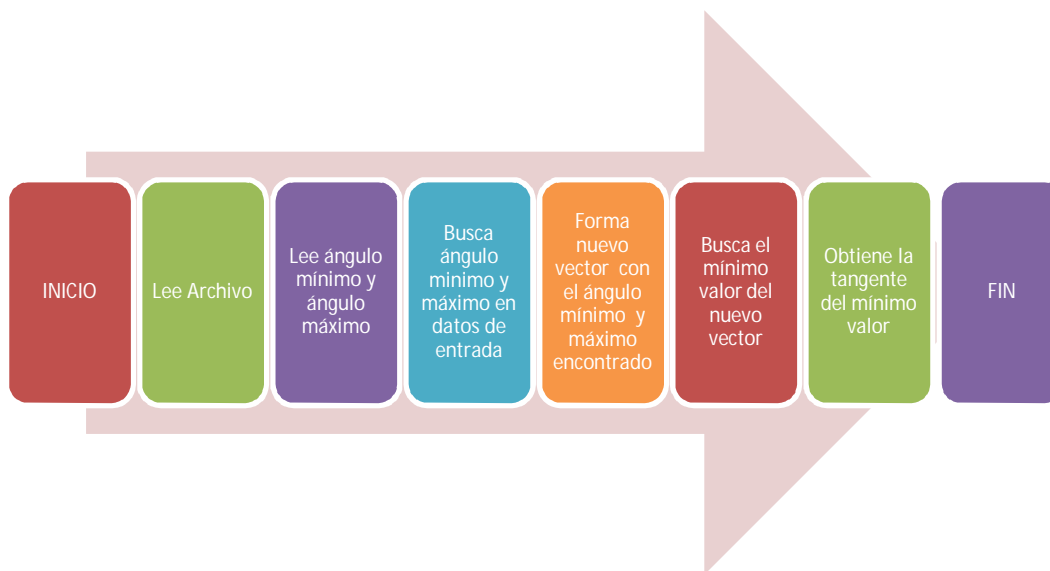 INICIO
Lee Archivo
Lee ángulo
mínimo y
ángulo
máximo
Busca
ángulo
minimo y
máximo en
datos de
entrada
Forma
nuevo
vector con
el ángulo
mínimo y
máximo
encontrado
Busca el
mínimo
valor del
nuevo
vector
Obtiene la
tangente
del mínimo
valor
FIN